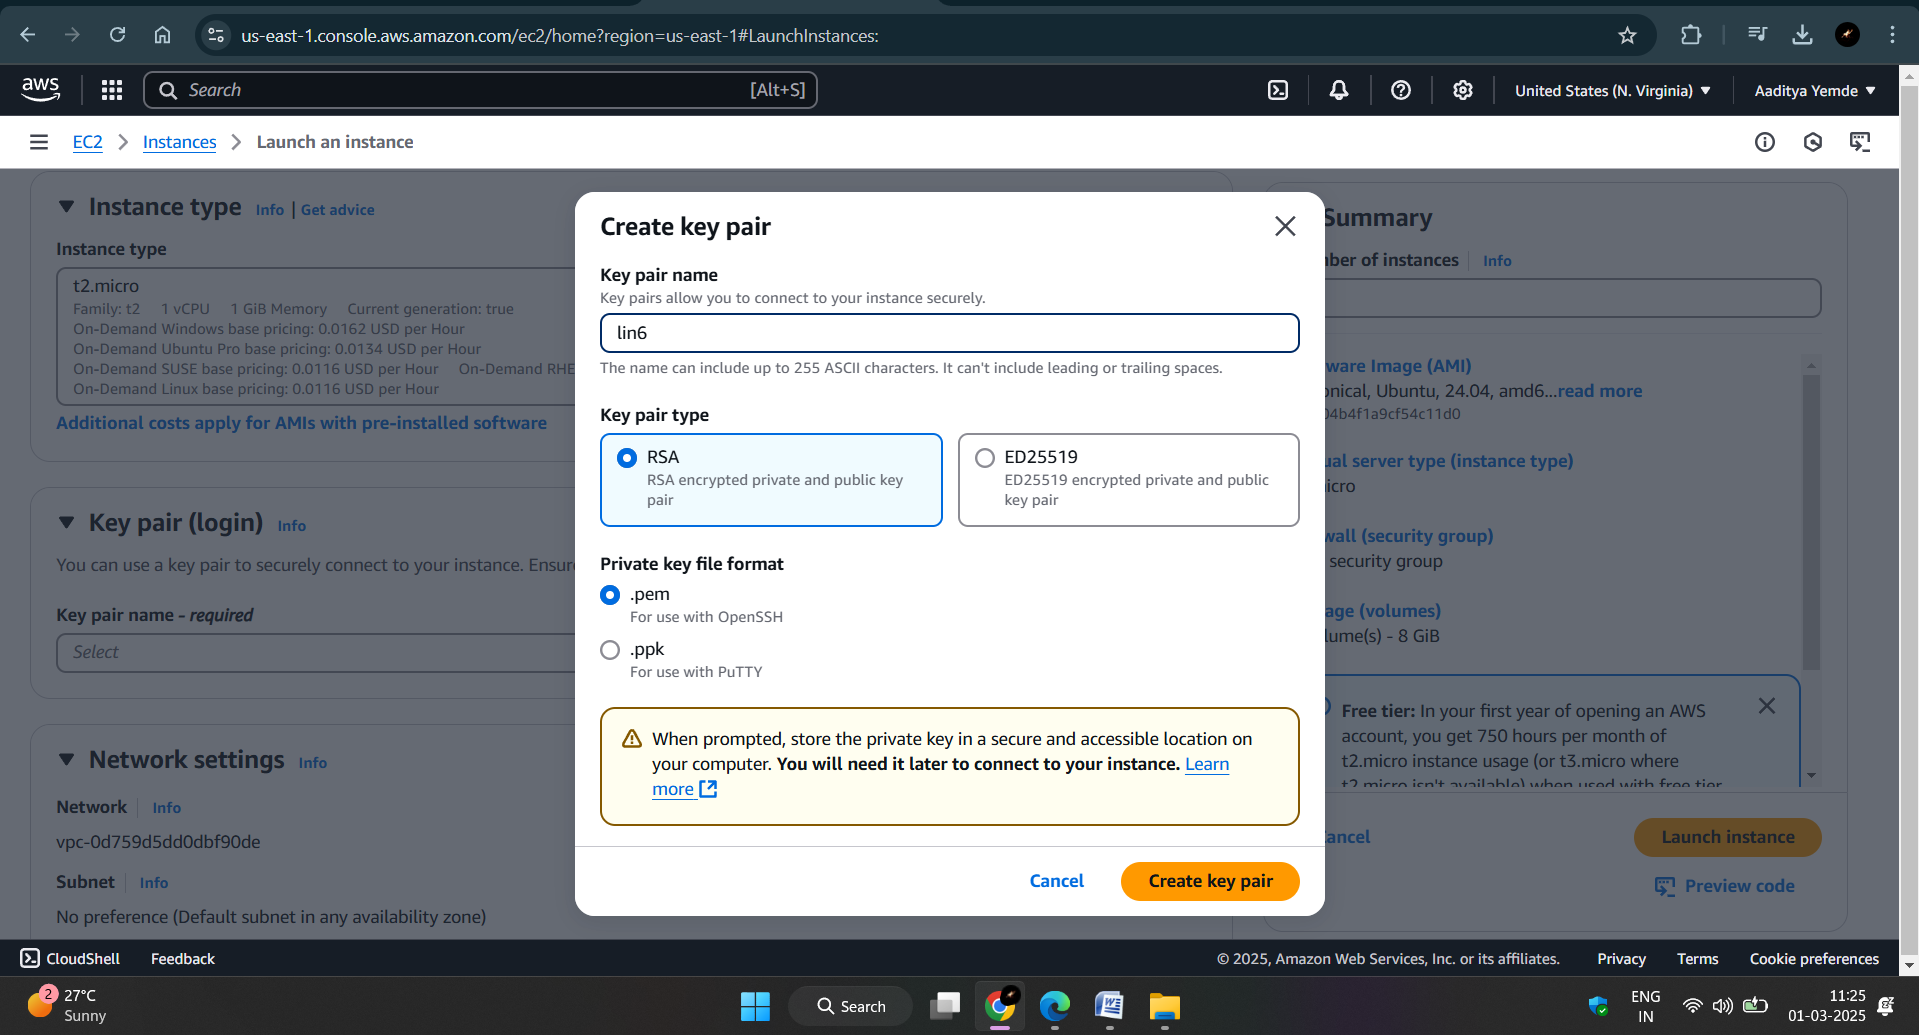 us-east-1.console.aws.amazon.com/ec2/home?region=us-east-1#LaunchInstances:
aws
Search
[Alt+S]
United States (N. Virginia)
Aaditya Yemde
EC2
Instances
Launch an instance
Instance type
Info
Get advice
Instance type
t2.micro
Family: t2 1 vCPU 1 GiB Memory Current generation: true
On-Demand Windows base pricing: 0.0162 USD per Hour
On-Demand Ubuntu Pro base pricing: 0.0134 USD per Hour
On-Demand SUSE base pricing: 0.0116 USD per Hour On-Demand RHE
On-Demand Linux base pricing: 0.0116 USD per Hour
Additional costs apply for AMIs with pre-installed software
Key pair (login)
Info
You can use a key pair to securely connect to your instance. Ensure
Key pair name - required
Select
Network settings
Info
Network
Info
vpc-0d759d5dd0dbf90de
Subnet
Info
No preference (Default subnet in any availability zone)
Create key pair
Key pair name
Key pairs allow you to connect to your instance securely.
lin6
The name can include up to 255 ASCII characters. It can't include leading or trailing spaces.
Key pair type
RSA
RSA encrypted private and public key
pair
ED25519
ED25519 encrypted private and public
key pair
Private key file format
.pem
For use with OpenSSH
.ppk
For use with PuTTY
When prompted, store the private key in a secure and accessible location on
your computer. You will need it later to connect to your instance. Learn
more
Cancel
Create key pair
Summary
ber of instances
Info
ware Image (AMI)
onical, Ubuntu, 24.04, amd6...read more
04b4f1a9cf54c11d0
ual server type (instance type)
icro
wall (security group)
security group
age (volumes)
lume(s) - 8 GiB
Free tier: In your first year of opening an AWS
account, you get 750 hours per month of
t2.micro instance usage (or t3.micro where
t2.micro isn't available) when used with free tier
ancel
Launch instance
Preview code
CloudShell
Feedback
© 2025, Amazon Web Services, Inc. or its affiliates.
Privacy
Terms
Cookie preferences
2
27°C
Sunny
Search
ENG
IN
11:25
01-03-2025